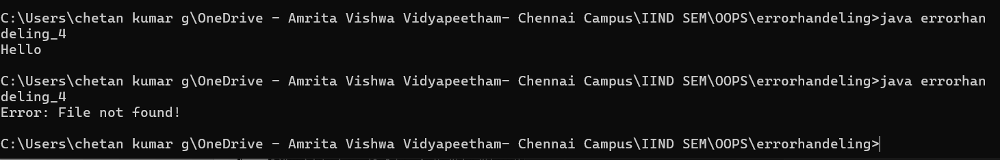 C:\Users\chetan kumar g\OneDrive - Amrita Vishwa Vidyapeetham- Chennai Campus\IIND SEM\OOPS\errorhandeling>java errorhan
deling_4
Hello
C:\Users\chetan kumar g\OneDrive - Amrita Vishwa Vidyapeetham- Chennai Campus\IIND SEM\OOPS\errorhandeling>java errorhan
deling_4
Error: File not found!
C:\Users\chetan kumar g\OneDrive - Amrita Vishwa Vidyapeetham- Chennai Campus\IIND SEM\OOPS\errorhandeling>